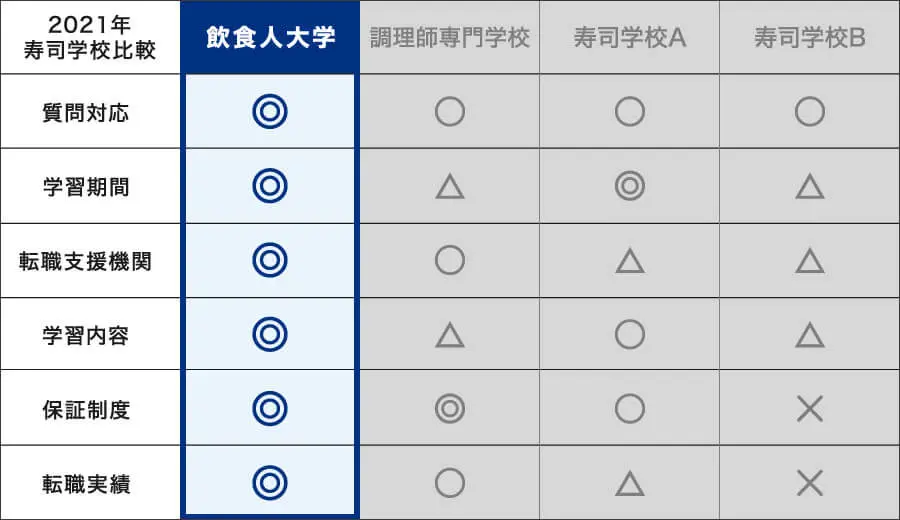 2021年
寿司学校比較
飲食人大学
調理師専門学校
寿司学校A
寿司学校B
質問対応
◎
○
○
○
学習期間
◎
△
◎
△
転職支援機関
◎
○
△
△
学習内容
◎
△
○
△
保証制度
◎
◎
○
×
転職実績
◎
○
△
×